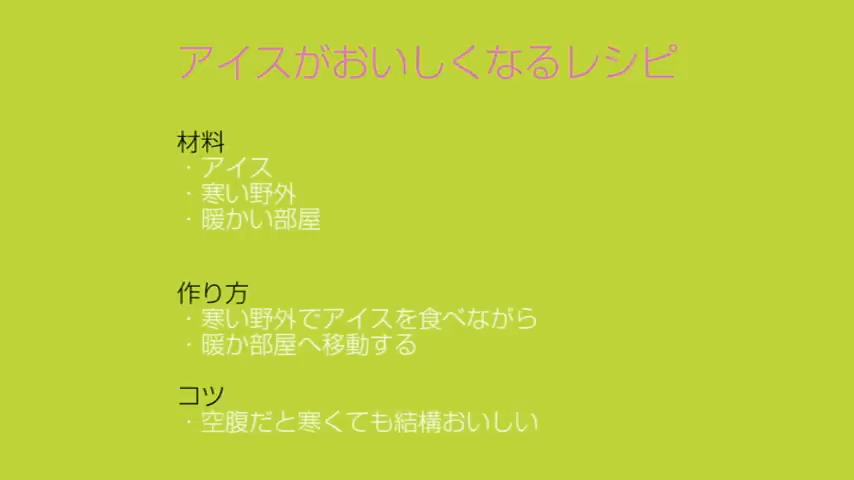 アイスがおいしくなるレシピ
材料
・アイス
・寒い野外
・暖かい部屋
作り方
・寒い野外でアイスを食べながら
・暖か部屋へ移動する
コツ
・空腹だと寒くても結構おいしい